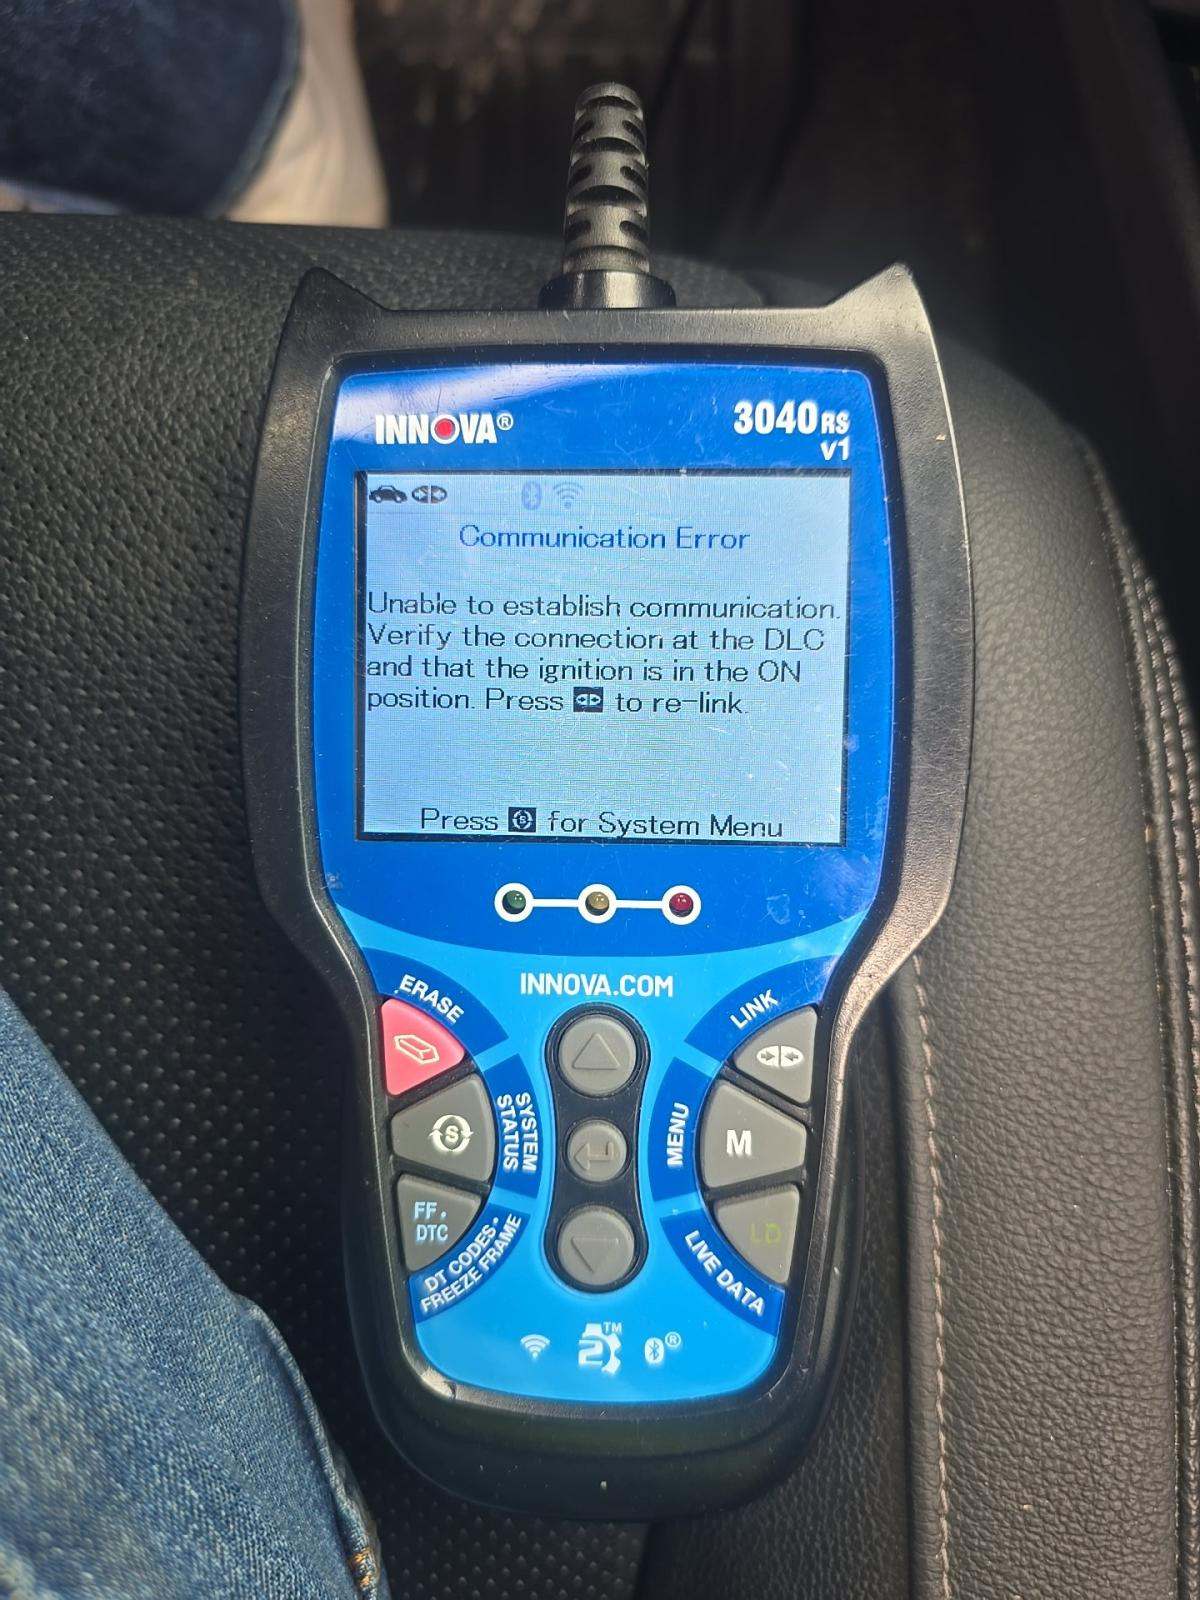 INNOVA®
3040RS
v1
Communication Error
Unable to establish communication.
Verify the connection at the DLC
and that the ignition is in the ON
position. Press to re-link.
Press S for System Menu
INNOVA.COM
ERASE
LINK
S
SYSTEM
STATUS
MENU
M
FF.
DTC
DT CODES•
FREEZE FRAME
LD
LIVE DATA
2™
®